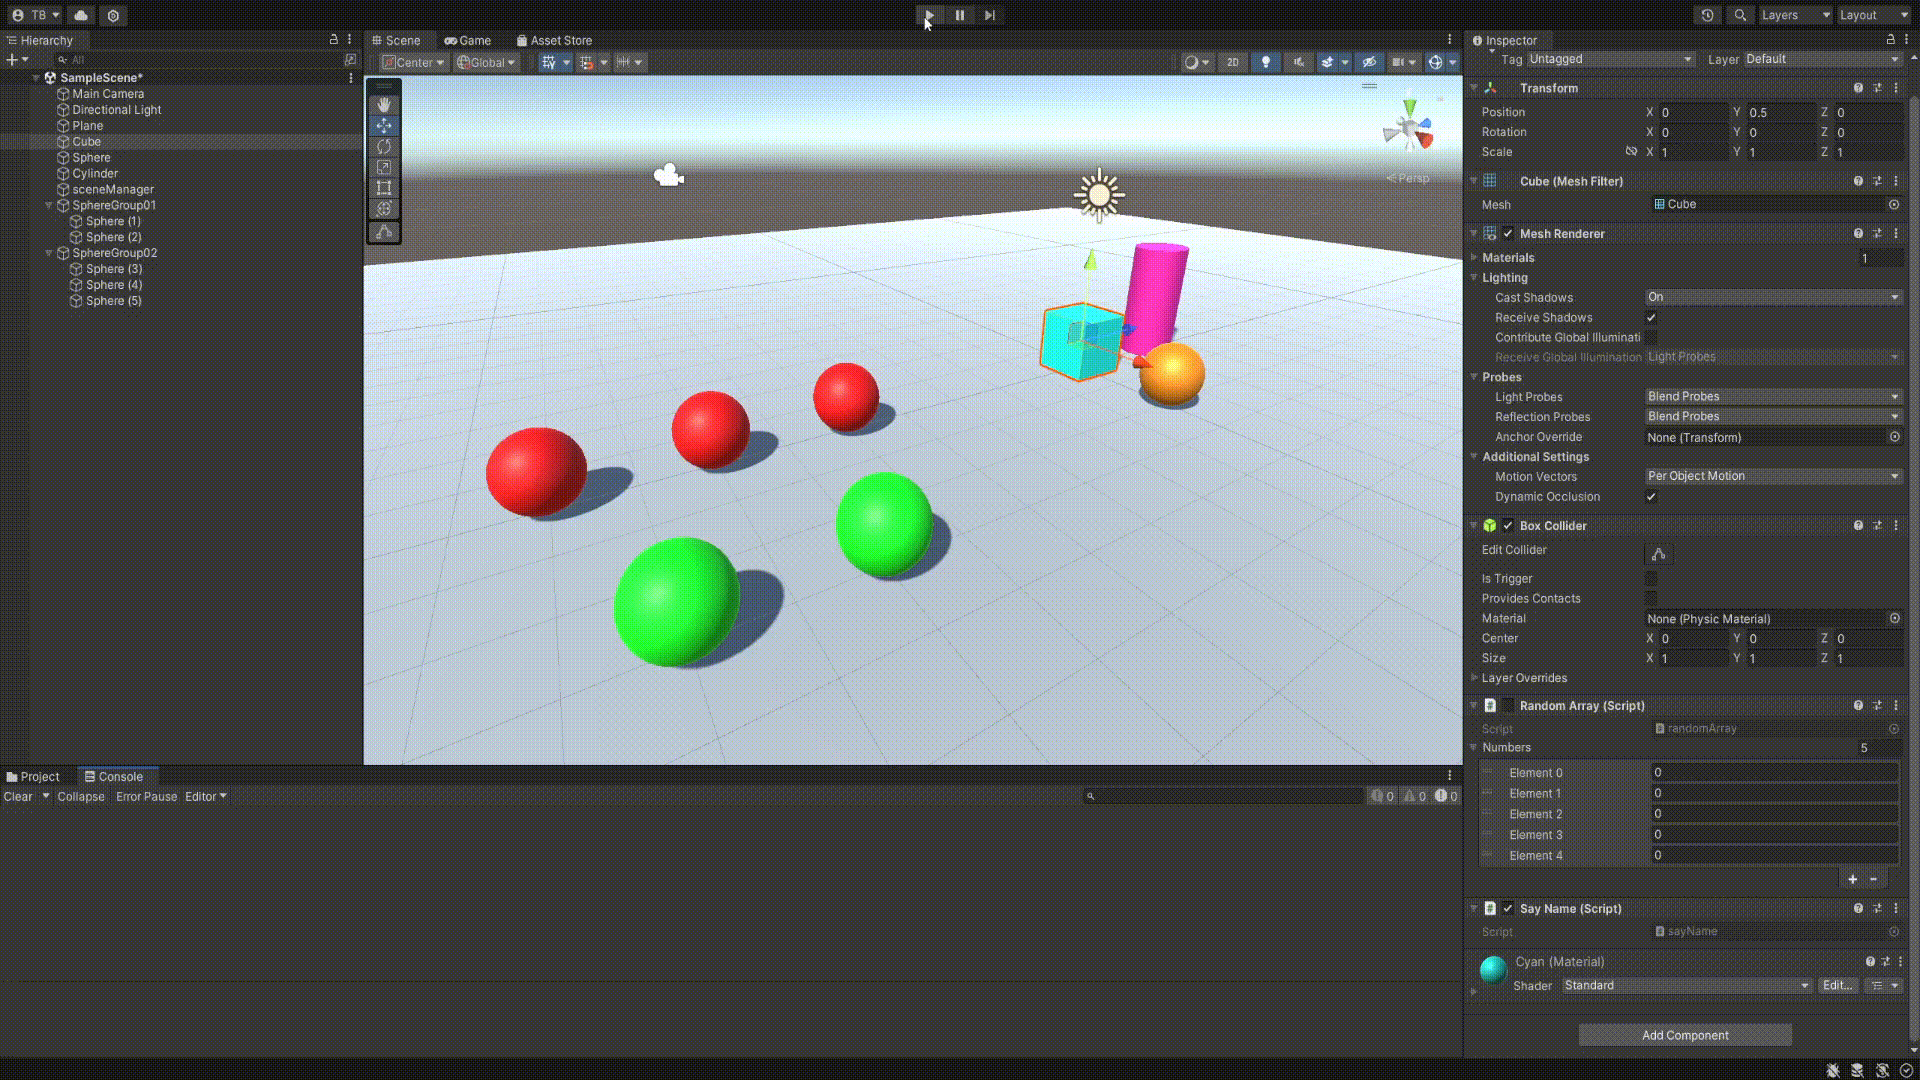 TB
Layers
Layout
Hierarchy
All
SampleScene*
Main Camera
Directional Light
Plane
Cube
Sphere
Cylinder
sceneManager
SphereGroup01
Sphere (1)
Sphere (2)
SphereGroup02
Sphere (3)
Sphere (4)
Sphere (5)
Scene
Game
Asset Store
Center
Global
2D
Persp
Project
Console
Clear
Collapse
Error Pause
Editor
0
0
0
Inspector
Tag Untagged Layer Default
Transform
Position X 0 Y 0.5 Z 0
Rotation X 0 Y 0 Z 0
Scale X 1 Y 1 Z 1
Cube (Mesh Filter)
Mesh Cube
Mesh Renderer
Materials 1
Lighting
Cast Shadows On
Receive Shadows
Contribute Global Illuminati
Receive Global Illumination Light Probes
Probes
Light Probes Blend Probes
Reflection Probes Blend Probes
Anchor Override None (Transform)
Additional Settings
Motion Vectors Per Object Motion
Dynamic Occlusion
Box Collider
Edit Collider
Is Trigger
Provides Contacts
Material None (Physic Material)
Center X 0 Y 0 Z 0
Size X 1 Y 1 Z 1
Layer Overrides
Random Array (Script)
Script randomArray
Numbers 5
Element 0 0
Element 1 0
Element 2 0
Element 3 0
Element 4 0
+ -
Say Name (Script)
Script sayName
Cyan (Material)
Shader Standard Edit...
Add Component